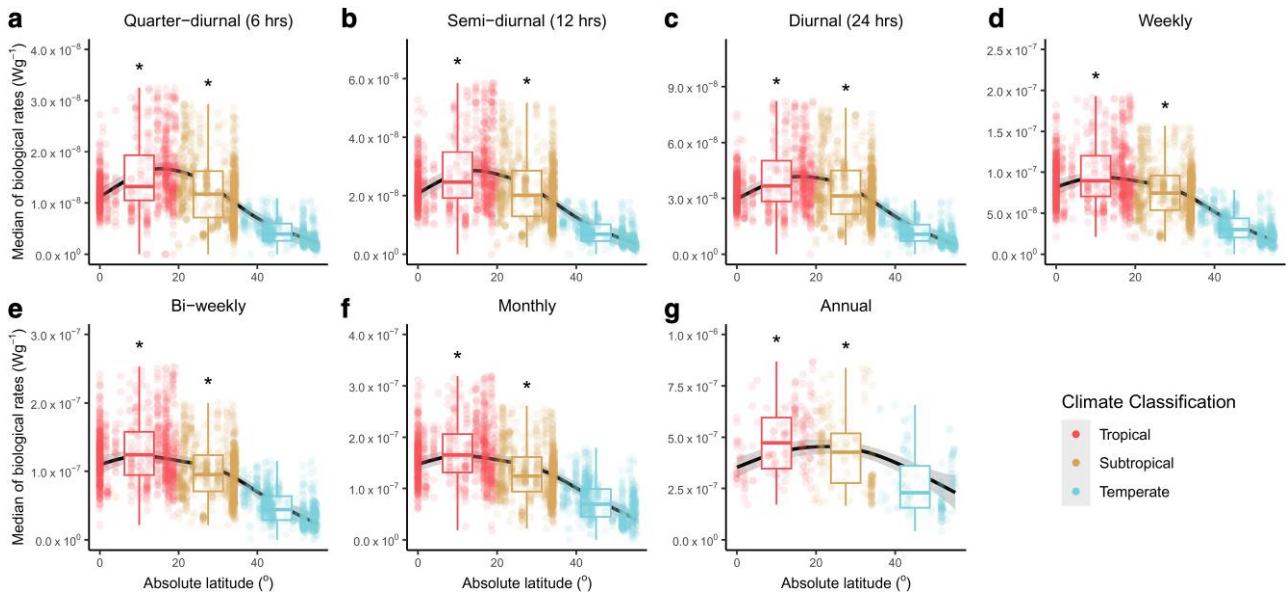 a Quarter−diurnal (6 hrs)
b Semi−diurnal (12 hrs)
c Diurnal (24 hrs)
d Weekly
Median of biological rates (Wg⁻¹)
4.0 x 10⁻⁸
3.0 x 10⁻⁸
2.0 x 10⁻⁸
1.0 x 10⁻⁸
0.0 x 10⁰
0 20 40
6.0 x 10⁻⁸
4.0 x 10⁻⁸
2.0 x 10⁻⁸
0.0 x 10⁰
0 20 40
9.0 x 10⁻⁸
6.0 x 10⁻⁸
3.0 x 10⁻⁸
0.0 x 10⁰
0 20 40
2.5 x 10⁻⁷
2.0 x 10⁻⁷
1.5 x 10⁻⁷
1.0 x 10⁻⁷
5.0 x 10⁻⁸
0.0 x 10⁰
0 20 40
* * * * * * * *
e Bi−weekly
f Monthly
g Annual
Median of biological rates (Wg⁻¹)
3.0 x 10⁻⁷
2.0 x 10⁻⁷
1.0 x 10⁻⁷
0.0 x 10⁰
0 20 40
Absolute latitude (º)
4.0 x 10⁻⁷
3.0 x 10⁻⁷
2.0 x 10⁻⁷
1.0 x 10⁻⁷
0.0 x 10⁰
0 20 40
Absolute latitude (º)
1.0 x 10⁻⁶
7.5 x 10⁻⁷
5.0 x 10⁻⁷
2.5 x 10⁻⁷
0.0 x 10⁰
0 20 40
Absolute latitude (º)
* * * * * *
Climate Classification
Tropical
Subtropical
Temperate